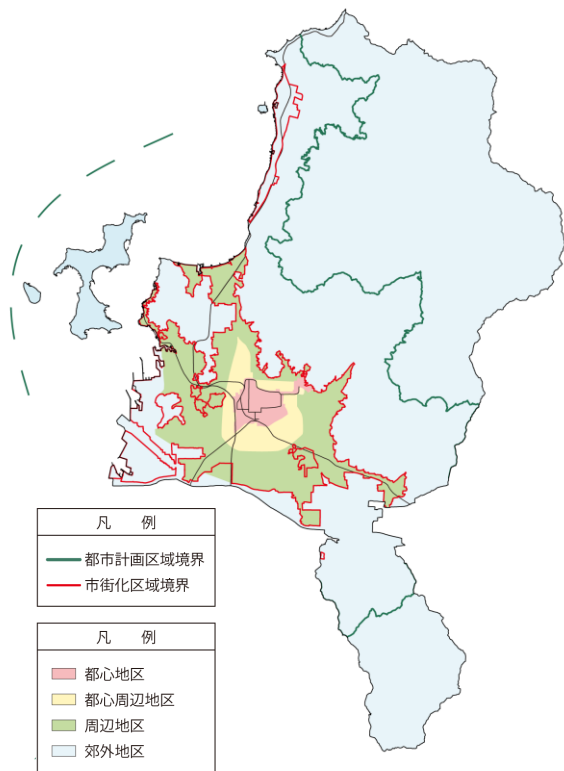 凡 例
都市計画区域境界
市街化区域境界
凡 例
都心地区
都心周辺地区
周辺地区
郊外地区